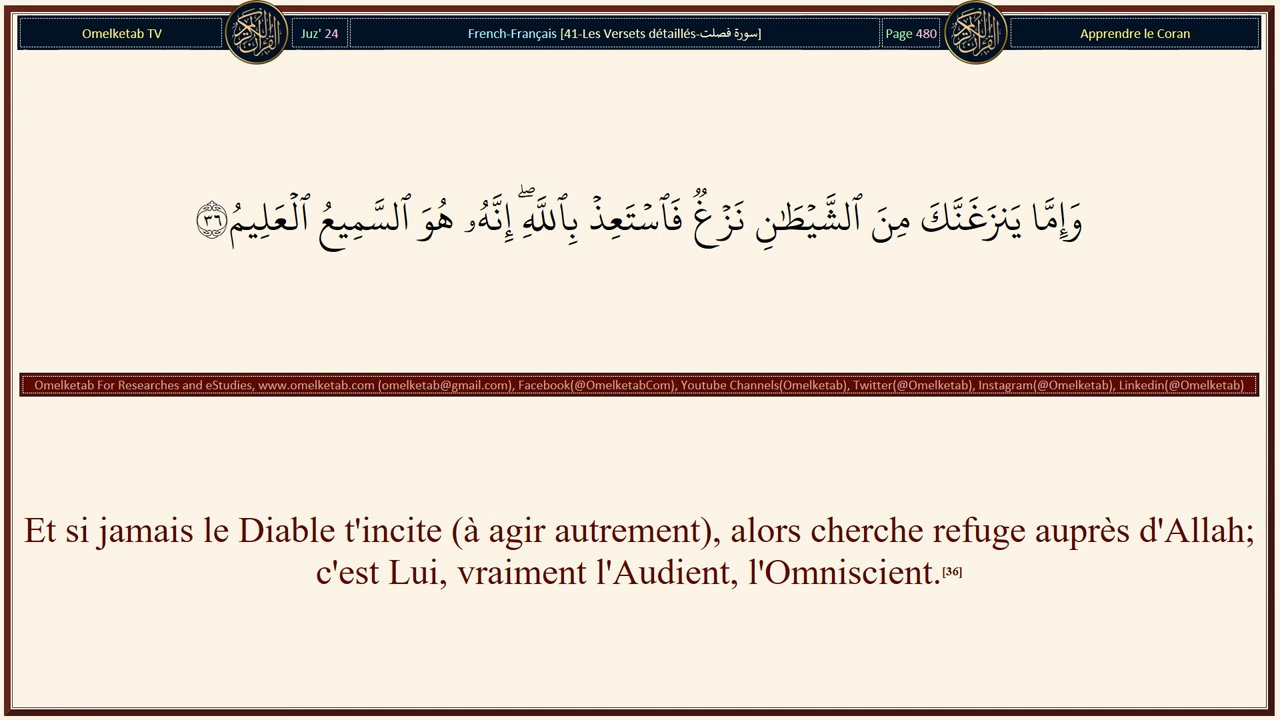 Omelketab TV
Juz' 24
French-Français [41-Les Versets détaillés-سورة فصلت]
Page 480
Apprendre le Coran
وَإِمَّا يَنزَغَنَّكَ مِنَ ٱلشَّيۡطَٰنِ نَزۡغٞ فَٱسۡتَعِذۡ بِٱللَّهِۖ إِنَّهُۥ هُوَ ٱلسَّمِيعُ ٱلۡعَلِيمُ ٣٦
Omelketab For Researches and eStudies, www.omelketab.com (omelketab@gmail.com), Facebook(@OmelketabCom), Youtube Channels(Omelketab), Twitter(@Omelketab), Instagram(@Omelketab), Linkedin(@Omelketab)
Et si jamais le Diable t'incite (à agir autrement), alors cherche refuge auprès d'Allah;
c'est Lui, vraiment l'Audient, l'Omniscient.[36]